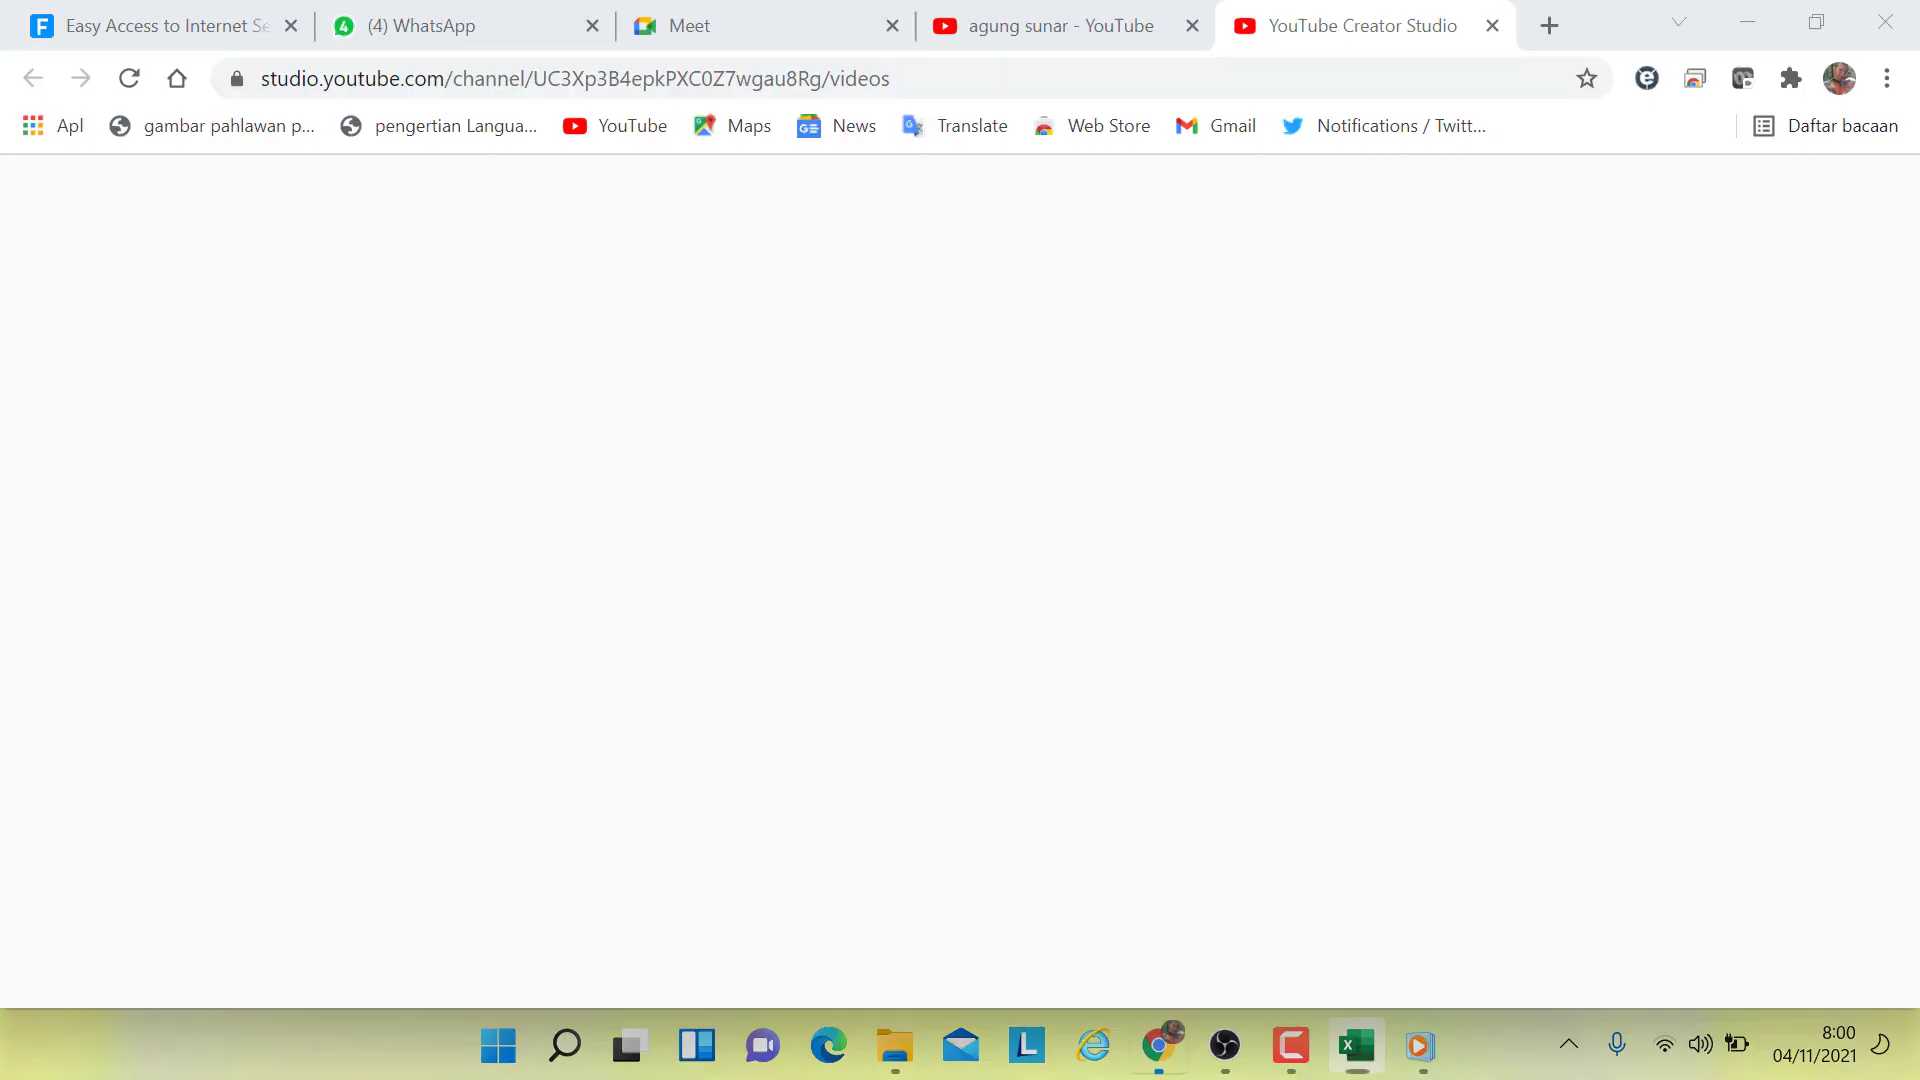 Easy Access to Internet Se
(4) WhatsApp
Meet
agung sunar - YouTube
YouTube Creator Studio
studio.youtube.com/channel/UC3Xp3B4epkPXC0Z7wgau8Rg/videos
Apl
gambar pahlawan p...
pengertian Langua...
YouTube
Maps
News
Translate
Web Store
Gmail
Notifications / Twitt...
Daftar bacaan
8:00
04/11/2021